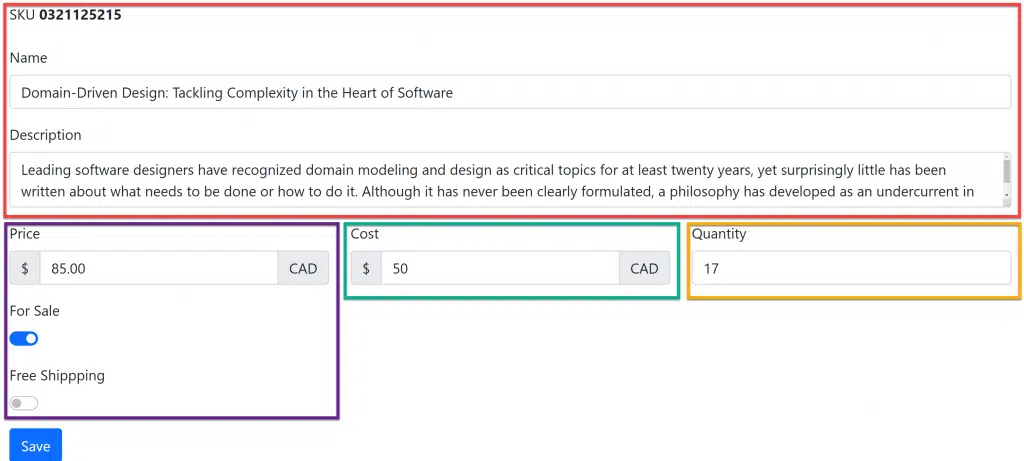 SKU 0321125215
Name
Domain-Driven Design: Tackling Complexity in the Heart of Software
Description
Leading software designers have recognized domain modeling and design as critical topics for at least twenty years, yet surprisingly little has been
written about what needs to be done or how to do it. Although it has never been clearly formulated, a philosophy has developed as an undercurrent in
Price
$ 85.00 CAD
For Sale
Free Shippping
Cost
$ 50 CAD
Quantity
17
Save